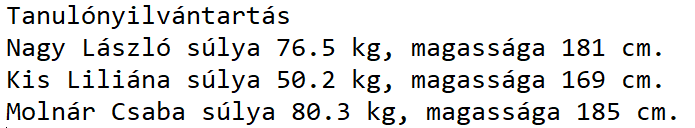 Tanulónyilvántartás
Nagy László súlya 76.5 kg, magassága 181 cm.
Kis Liliána súlya 50.2 kg, magassága 169 cm.
Molnár Csaba súlya 80.3 kg, magassága 185 cm.